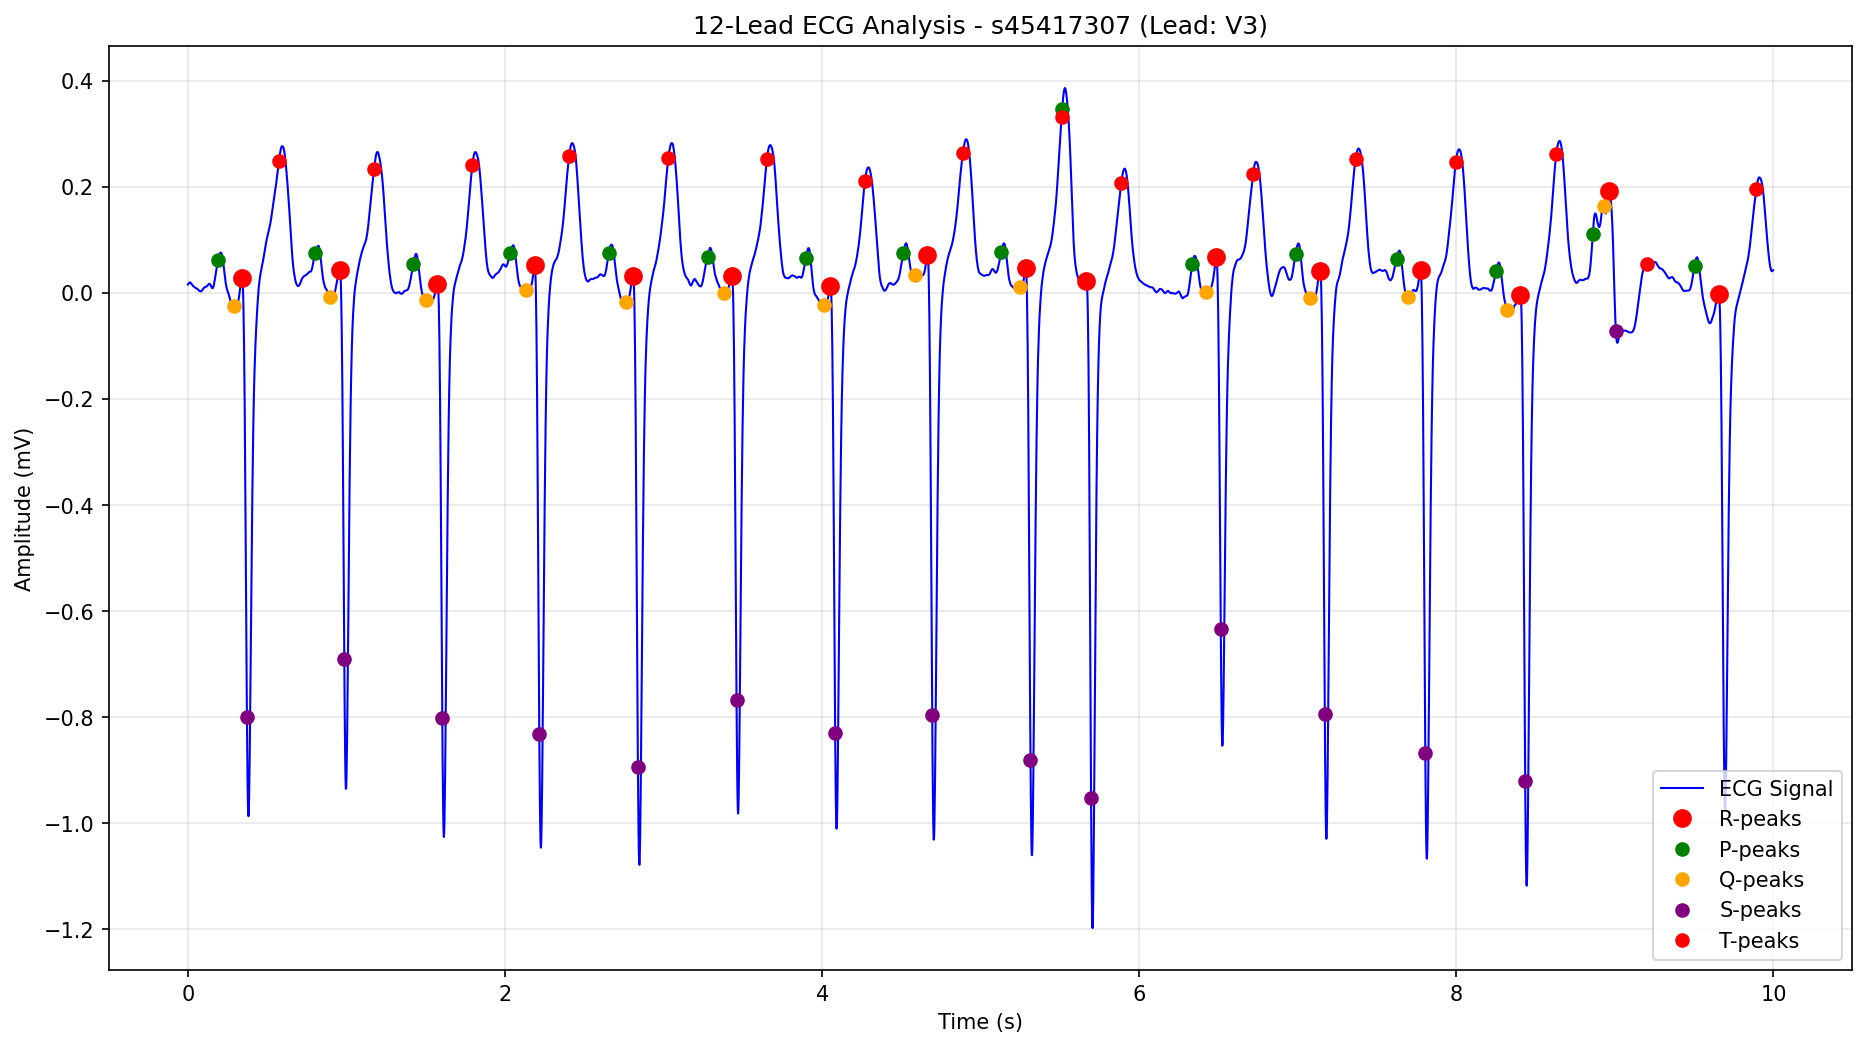 12-Lead ECG Analysis - s45417307 (Lead: V3)
Amplitude (mV)
0.4
0.2
0.0
−0.2
−0.4
−0.6
−0.8
−1.0
−1.2
ECG Signal
R-peaks
P-peaks
Q-peaks
S-peaks
T-peaks
0 2 4 6 8 10
Time (s)